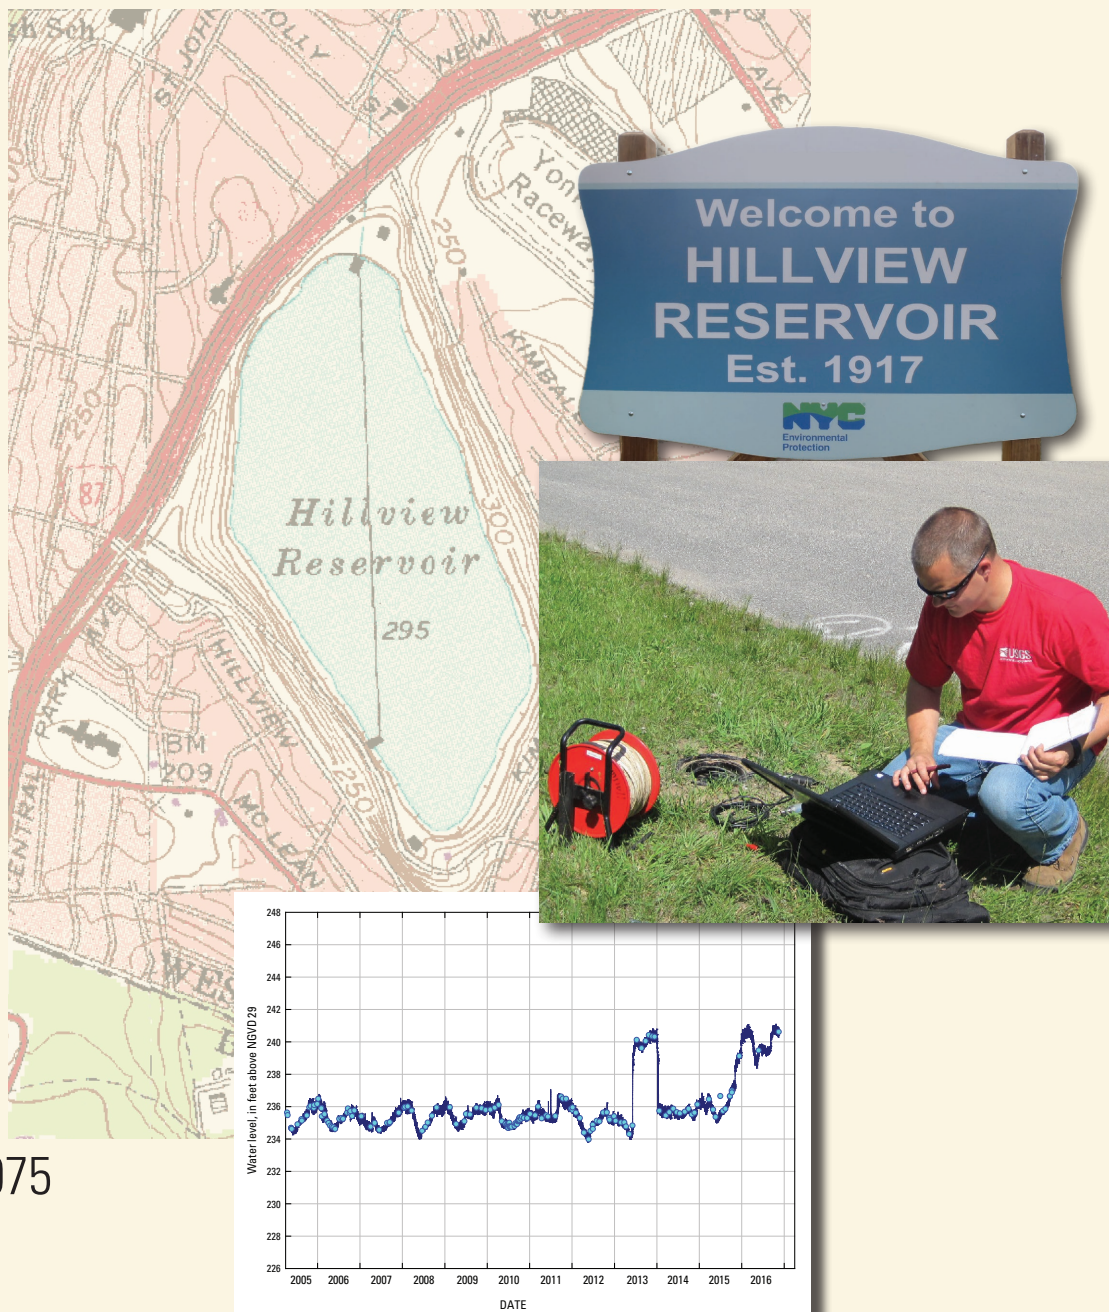 ST JOHN
HOLLY
NEW
ST
AVE
250
Welcome to
HILLVIEW
RESERVOIR
Est. 1917
NYC
Environmental
Protection
KIMBALL
250
87
Hillview
Reservoir
300
295
USGS
PARK AVE
HILLVIEW
BM
209
250
CENTRAL
MC LEAN
248
246
244
242
240
238
236
234
232
230
228
226
Water level, in feet above NGVD 29
2005 2006 2007 2008 2009 2010 2011 2012 2013 2014 2015 2016
DATE